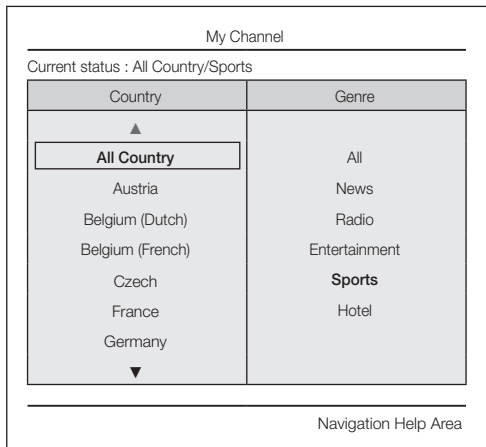 My Channel
Current status : All Country/Sports
Country Genre
▲
All Country All
Austria News
Belgium (Dutch) Radio
Belgium (French) Entertainment
Czech Sports
France Hotel
Germany
▼
Navigation Help Area